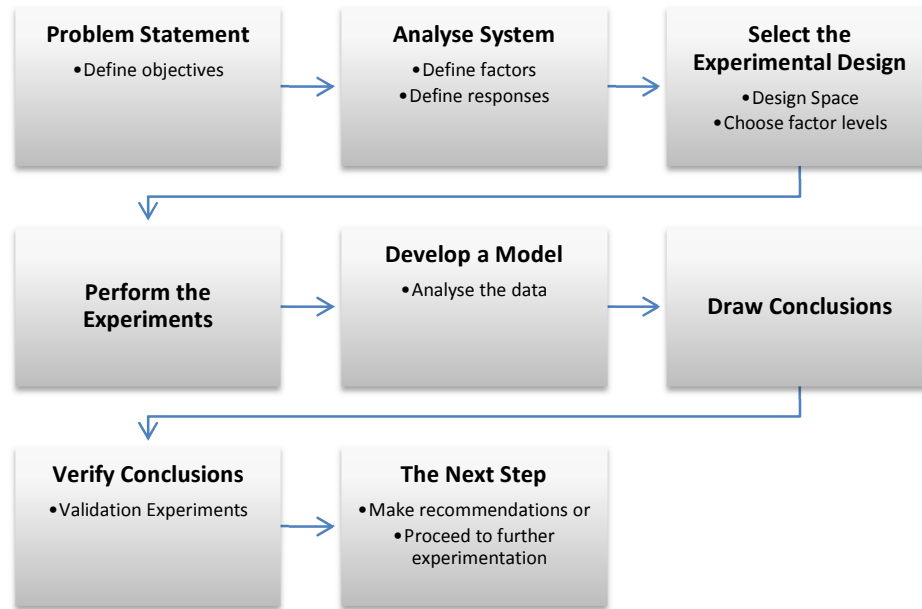 Problem Statement
•Define objectives
Analyse System
•Define factors
•Define responses
Select the
Experimental Design
•Design Space
•Choose factor levels
Perform the
Experiments
Develop a Model
•Analyse the data
Draw Conclusions
Verify Conclusions
•Validation Experiments
The Next Step
•Make recommendations or
•Proceed to further
experimentation